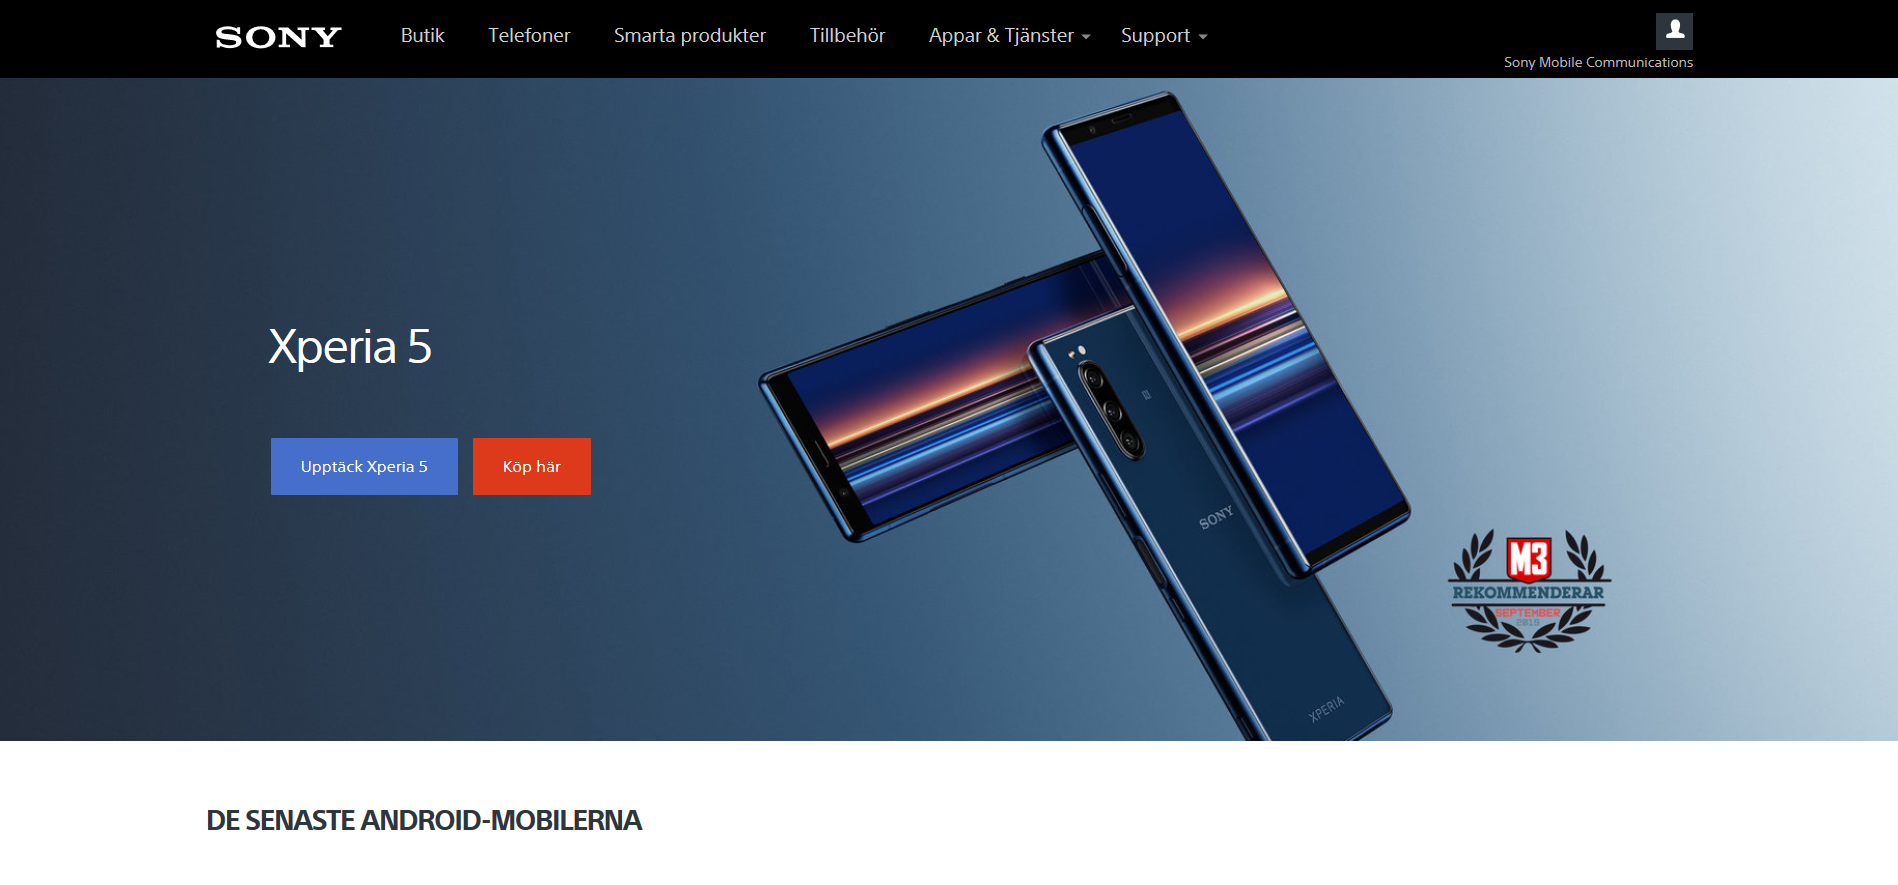 SONY
Butik
Telefoner
Smarta produkter
Tillbehör
Appar & Tjänster
Support
Sony Mobile Communications
Xperia 5
Upptäck Xperia 5
Köp här
SONY
XPERIA
M3
REKOMMENDERAR
SEPTEMBER
2019
DE SENASTE ANDROID-MOBILERNA